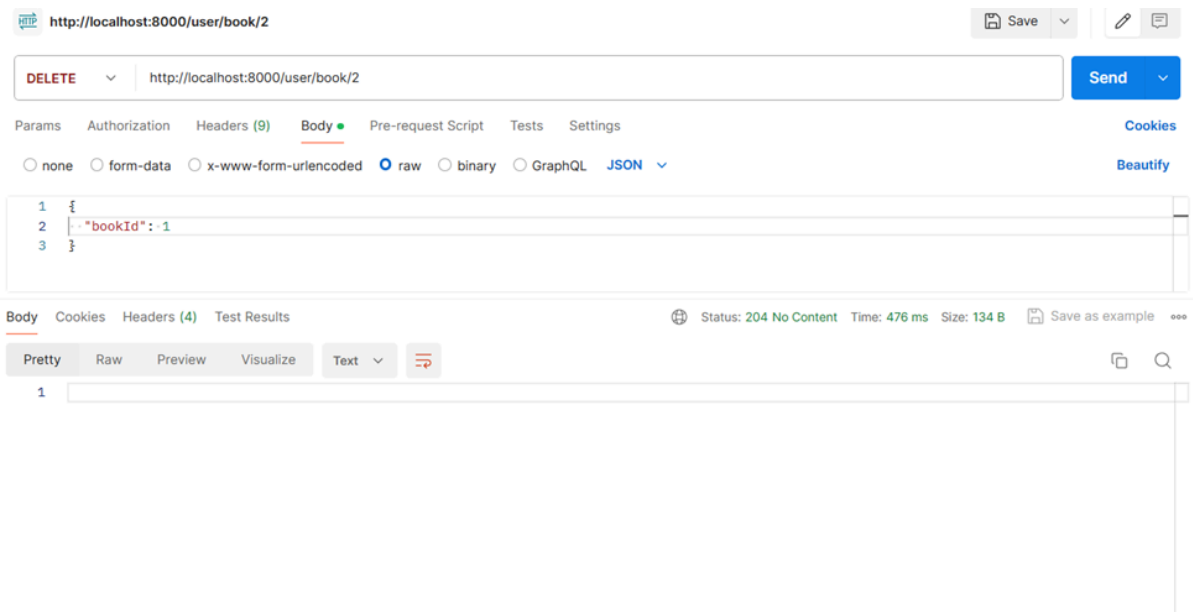 HTTP http://localhost:8000/user/book/2 Save
DELETE http://localhost:8000/user/book/2 Send
Params Authorization Headers (9) Body Pre-request Script Tests Settings Cookies
none form-data x-www-form-urlencoded raw binary GraphQL JSON Beautify
1 {
2 "bookId": 1
3 }
Body Cookies Headers (4) Test Results Status: 204 No Content Time: 476 ms Size: 134 B Save as example
Pretty Raw Preview Visualize Text
1